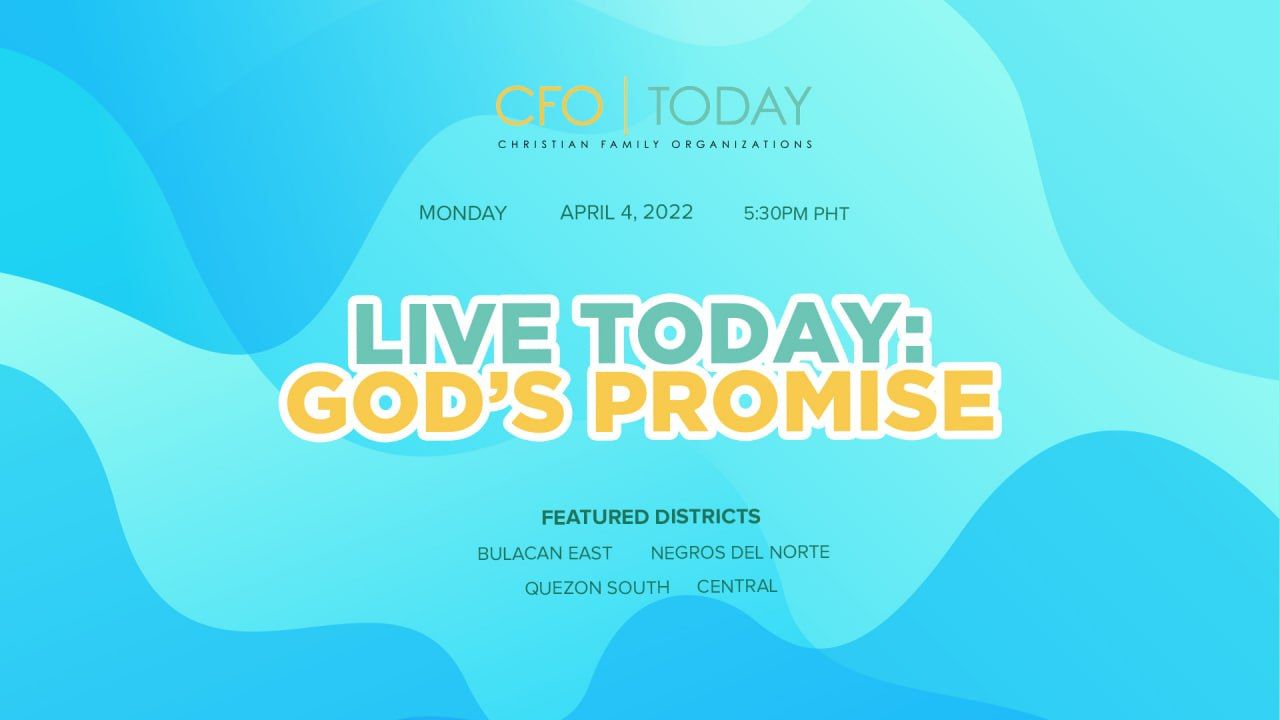 CFO | TODAY
CHRISTIAN FAMILY ORGANIZATIONS
MONDAY APRIL 4, 2022 5:30PM PHT
LIVE TODAY:
GOD'S PROMISE
FEATURED DISTRICTS
BULACAN EAST NEGROS DEL NORTE
QUEZON SOUTH CENTRAL